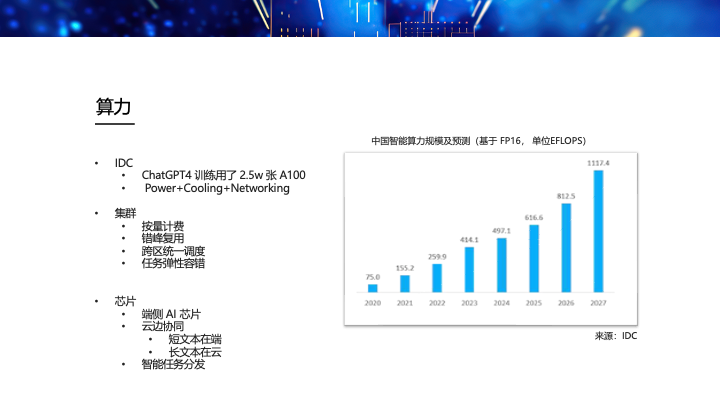 算力
• IDC
• ChatGPT4 训练用了 2.5w 张 A100
• Power+Cooling+Networking
• 集群
• 按量计费
• 错峰复用
• 跨区统一调度
• 任务弹性容错
• 芯片
• 端侧 AI 芯片
• 云边协同
• 短文本在端
• 长文本在云
• 智能任务分发
中国智能算力规模及预测（基于 FP16， 单位EFLOPS）
75.0
155.2
259.9
414.1
497.1
616.6
812.5
1117.4
2020 2021 2022 2023 2024 2025 2026 2027
来源：IDC